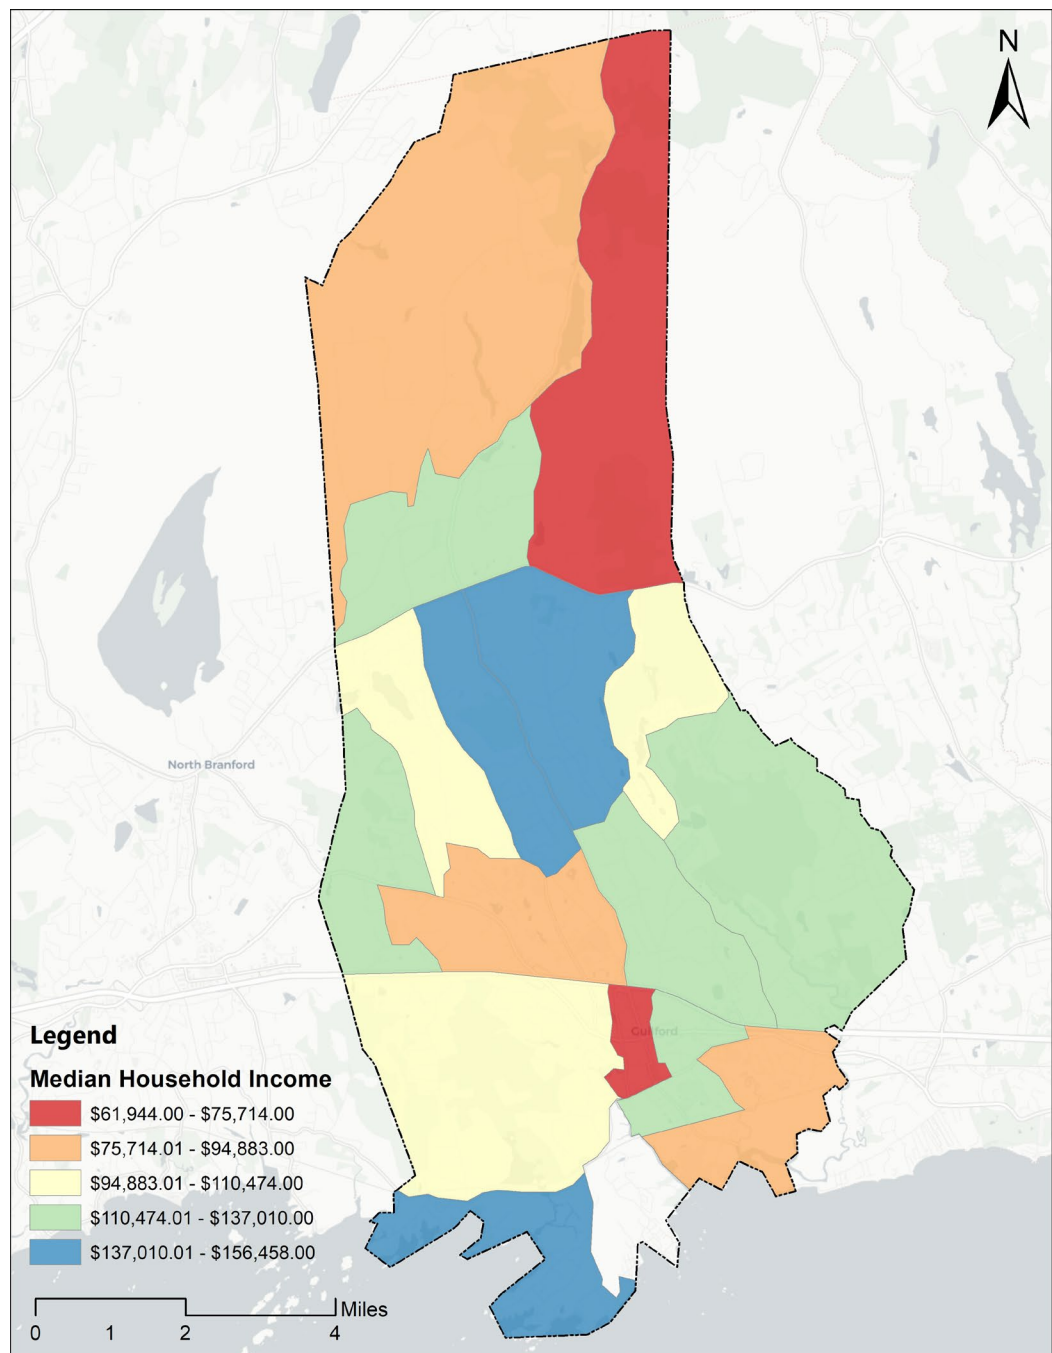 N
North Branford
Guilford
Legend
Median Household Income
$61,944.00 - $75,714.00
$75,714.01 - $94,883.00
$94,883.01 - $110,474.00
$110,474.01 - $137,010.00
$137,010.01 - $156,458.00
Miles
0 1 2 4